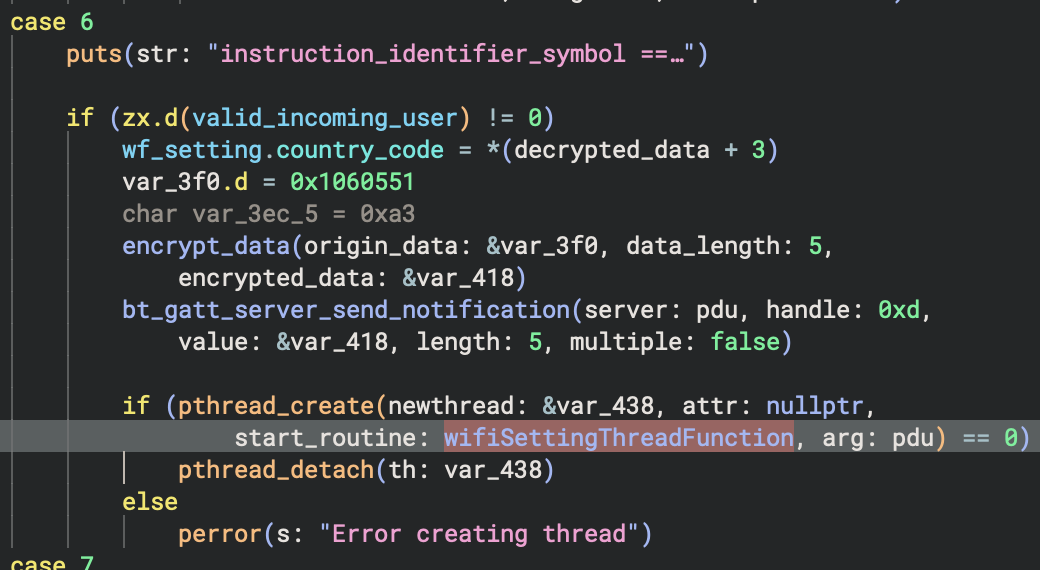 case 6
puts(str: "instruction_identifier_symbol ==…")
if (zx.d(valid_incoming_user) != 0)
wf_setting.country_code = *(decrypted_data + 3)
var_3f0.d = 0x1060551
char var_3ec_5 = 0xa3
encrypt_data(origin_data: &var_3f0, data_length: 5,
encrypted_data: &var_418)
bt_gatt_server_send_notification(server: pdu, handle: 0xd,
value: &var_418, length: 5, multiple: false)
if (pthread_create(newthread: &var_438, attr: nullptr,
start_routine: wifiSettingThreadFunction, arg: pdu) == 0)
pthread_detach(th: var_438)
else
perror(s: "Error creating thread")
case 7